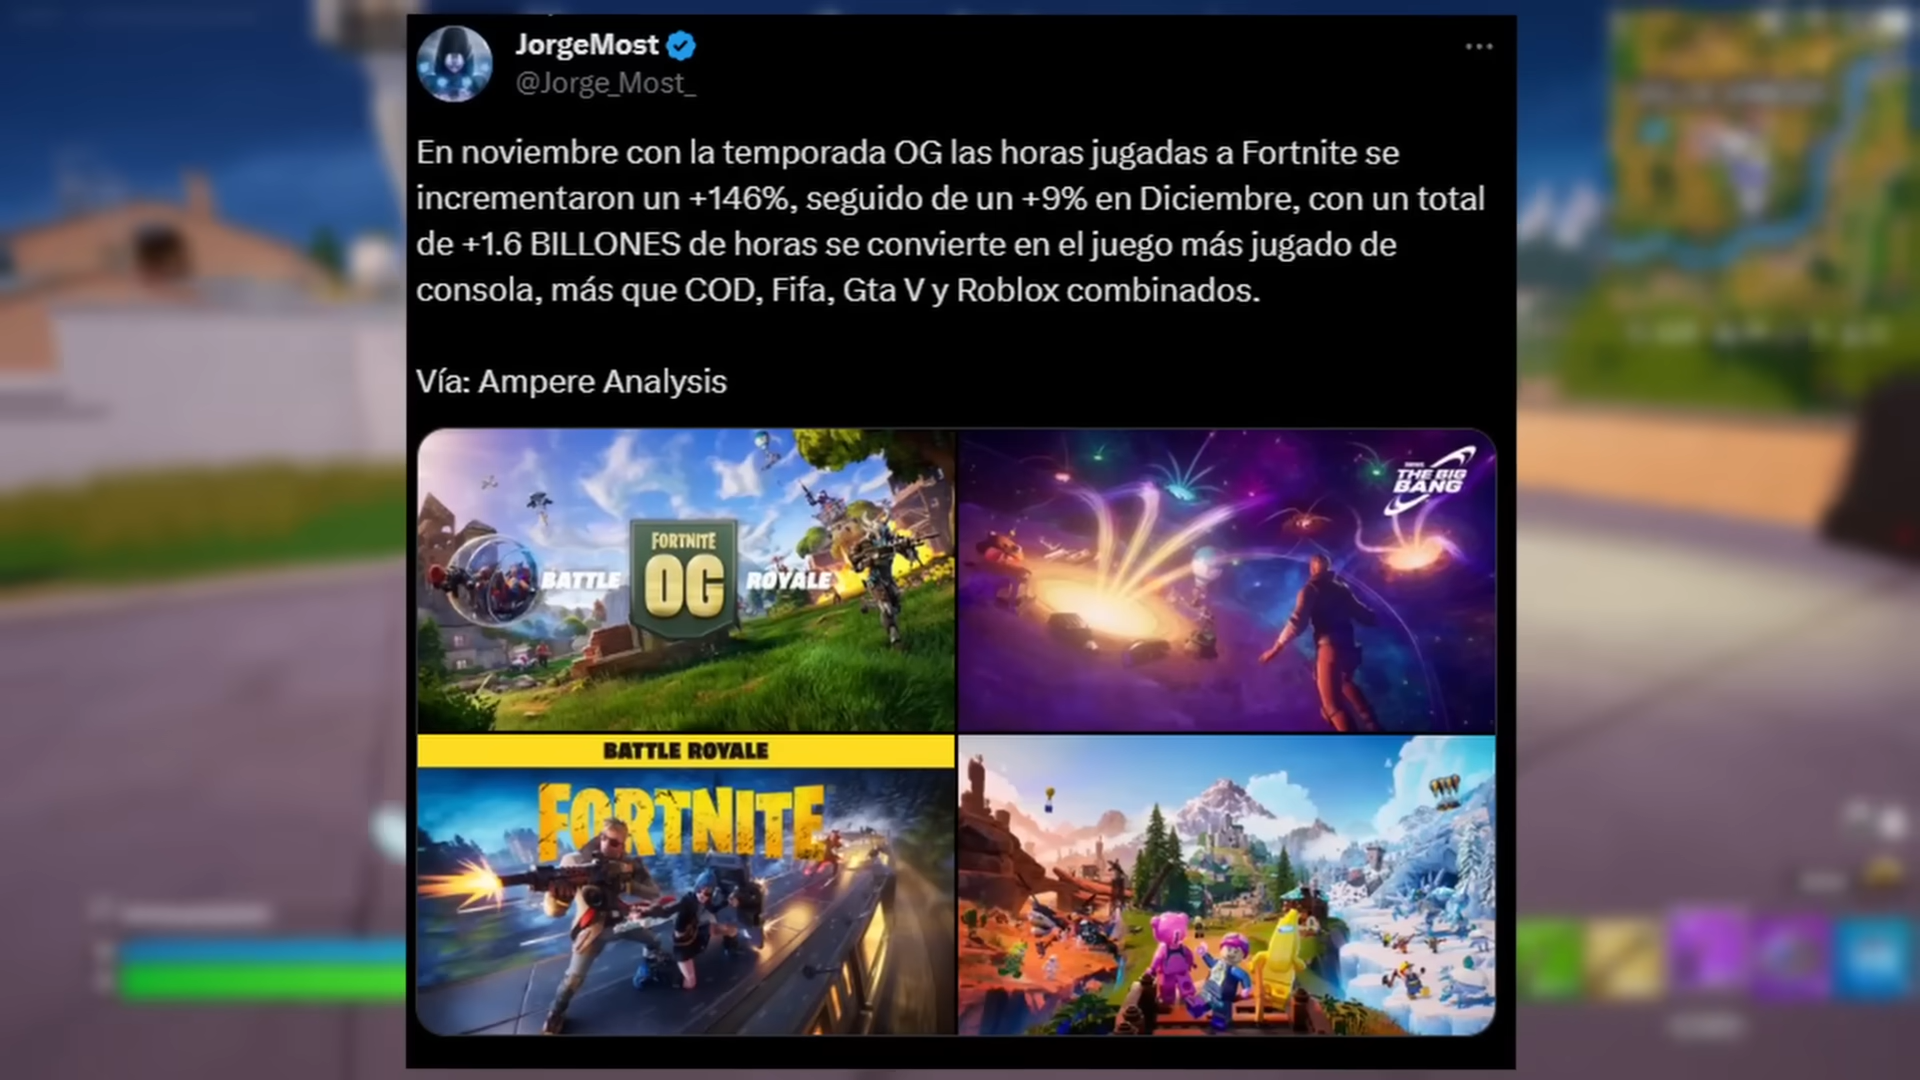 JorgeMost
@Jorge_Most_
En noviembre con la temporada OG las horas jugadas a Fortnite se
incrementaron un +146%, seguido de un +9% en Diciembre, con un total
de +1.6 BILLONES de horas se convierte en el juego más jugado de
consola, más que COD, Fifa, Gta V y Roblox combinados.
Vía: Ampere Analysis
FORTNITE
BATTLE OG ROYALE
THE BIG
BANG
BATTLE ROYALE
FORTNITE